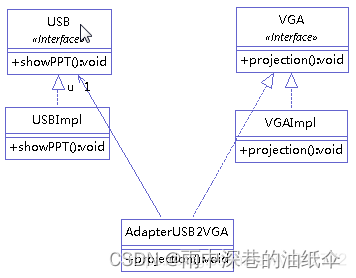 USB
«Interface»
+showPPT():void
VGA
«Interface»
+projection():void
u 1
USBImpl
+showPPT():void
VGAImpl
+projection():void
AdapterUSB2VGA
+projection():void
CSDN @雨雨深巷的油纸伞